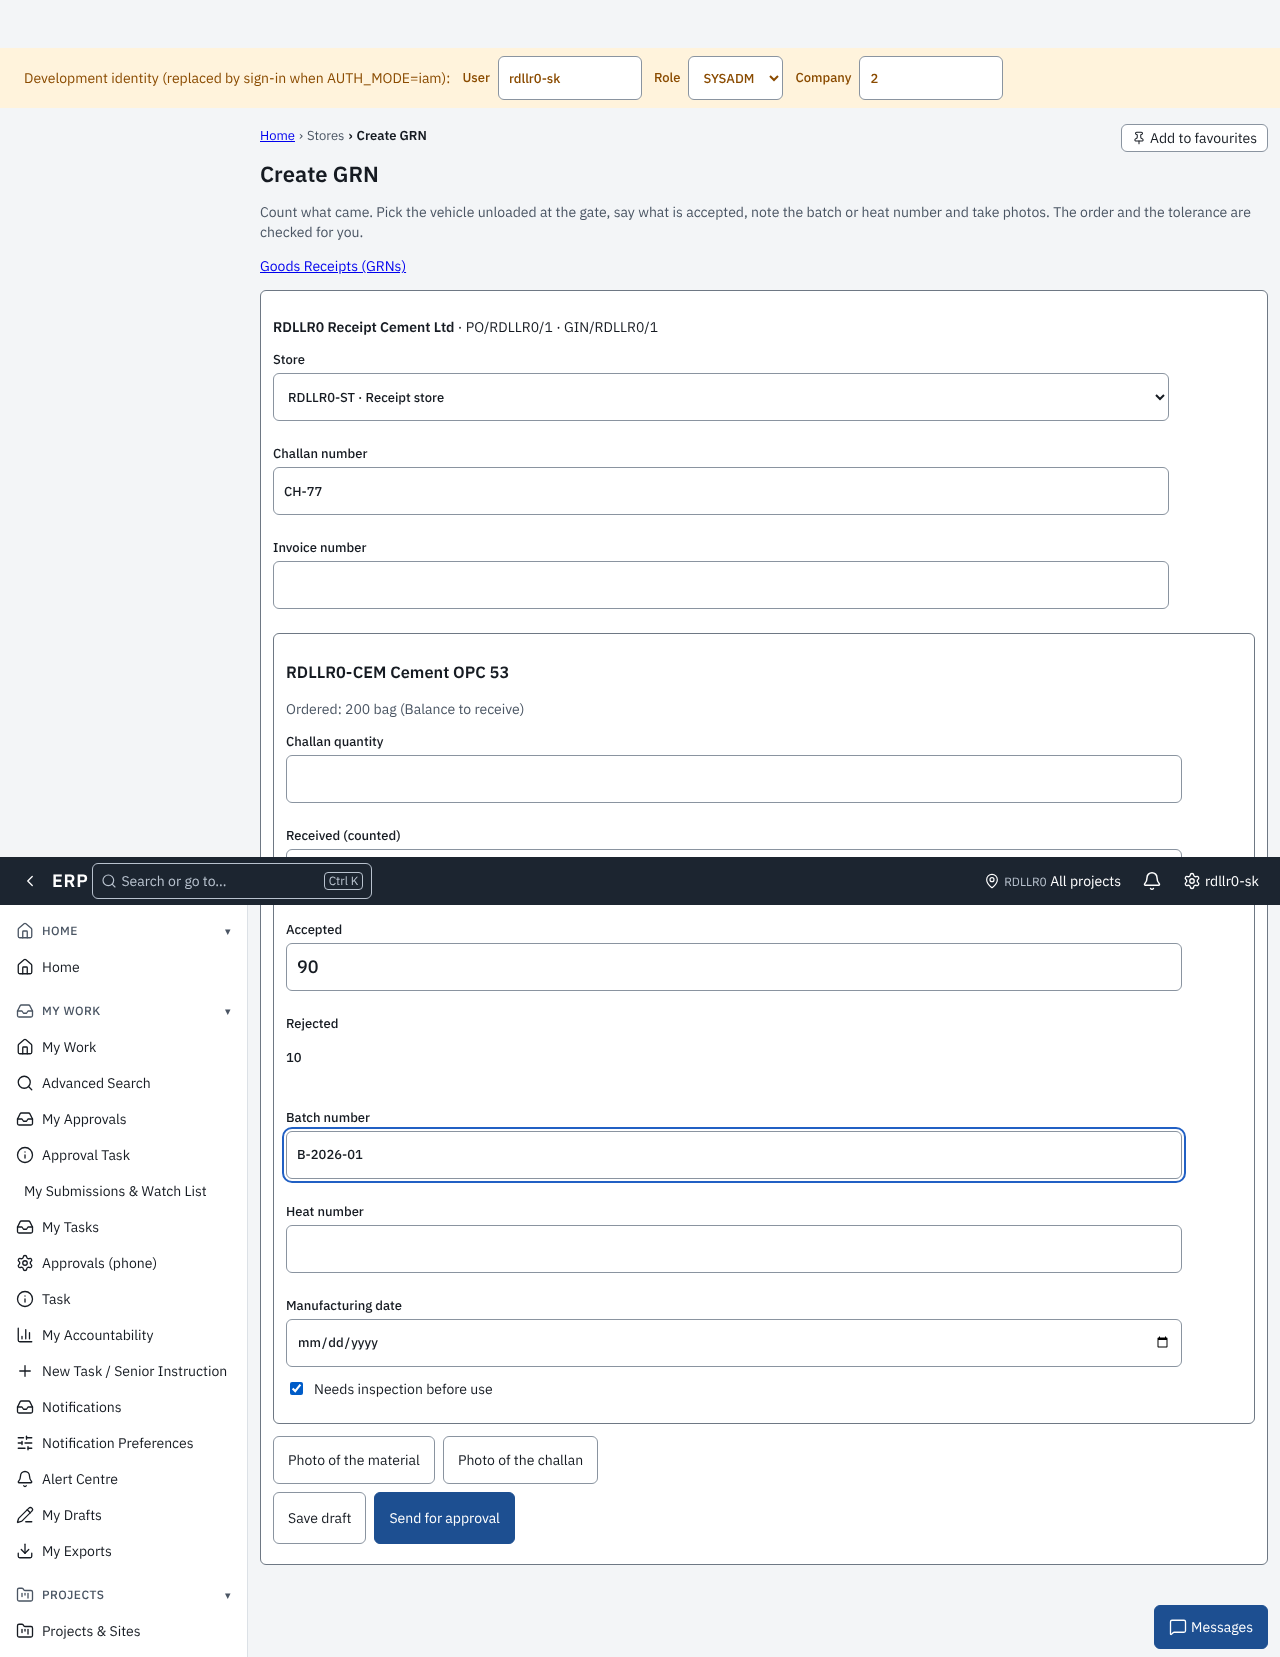 Development identity (replaced by sign-in when AUTH_MODE=iam): User rdllr0-sk Role SYSADM Company 2
Home › Stores › Create GRN
Add to favourites
Create GRN
Count what came. Pick the vehicle unloaded at the gate, say what is accepted, note the batch or heat number and take photos. The order and the tolerance are
checked for you.
Goods Receipts (GRNs)
RDLLR0 Receipt Cement Ltd · PO/RDLLR0/1 · GIN/RDLLR0/1
Store
RDLLR0-ST · Receipt store
Challan number
CH-77
Invoice number
RDLLR0-CEM Cement OPC 53
Ordered: 200 bag (Balance to receive)
Challan quantity
Received (counted)
ERP Search or go to... Ctrl K RDLLR0 All projects rdllr0-sk
Accepted
90
Rejected
10
Batch number
B-2026-01
Heat number
Manufacturing date
mm/dd/yyyy
Needs inspection before use
Photo of the material Photo of the challan
Save draft Send for approval
HOME
Home
MY WORK
My Work
Advanced Search
My Approvals
Approval Task
My Submissions & Watch List
My Tasks
Approvals (phone)
Task
My Accountability
New Task / Senior Instruction
Notifications
Notification Preferences
Alert Centre
My Drafts
My Exports
PROJECTS
Projects & Sites
Messages